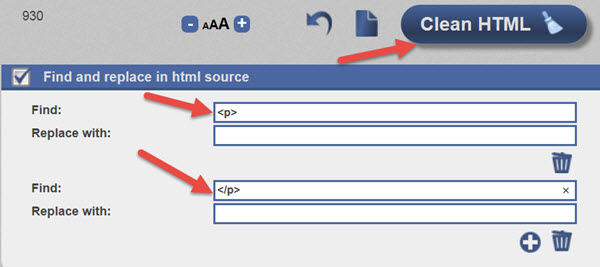 930
- AAA +
Clean HTML
Find and replace in html source
Find: <p>
Replace with:
Find: </p> ×
Replace with: